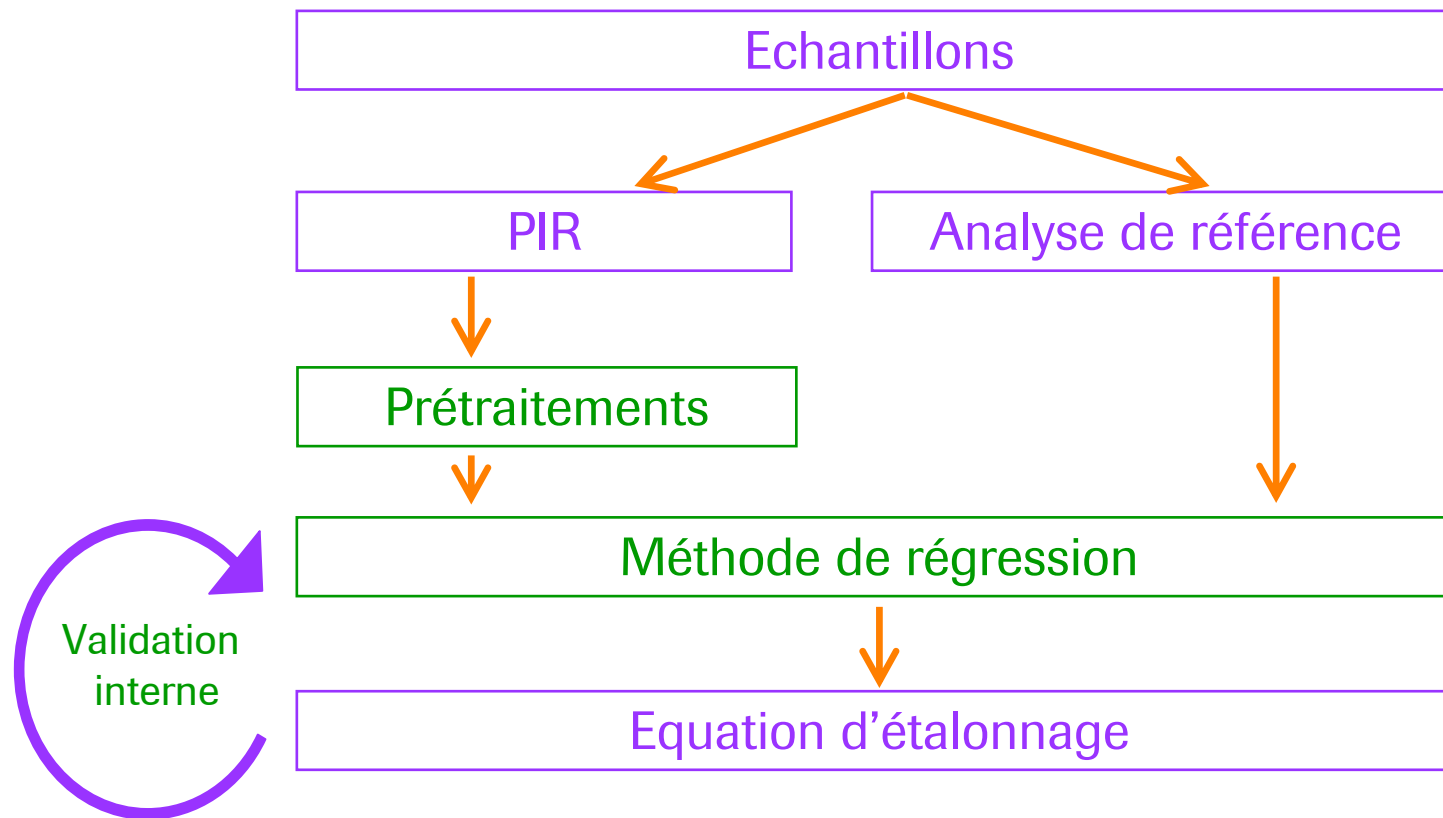 Echantillons
PIR
Analyse de référence
Prétraitements
Méthode de régression
Validation
interne
Equation d’étalonnage